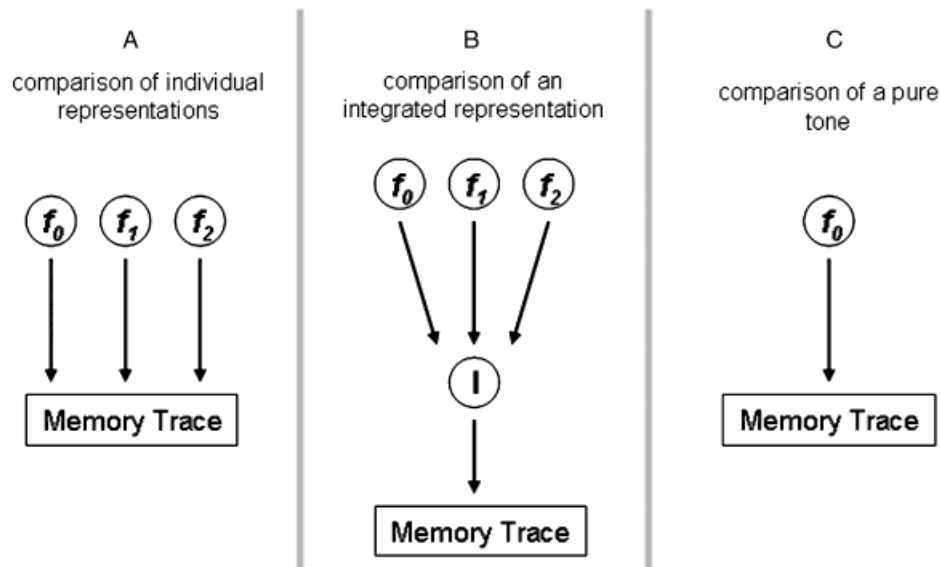 A
comparison of individual
representations
f₀ f₁ f₂
Memory Trace
B
comparison of an
integrated representation
f₀ f₁ f₂
I
Memory Trace
C
comparison of a pure
tone
f₀
Memory Trace